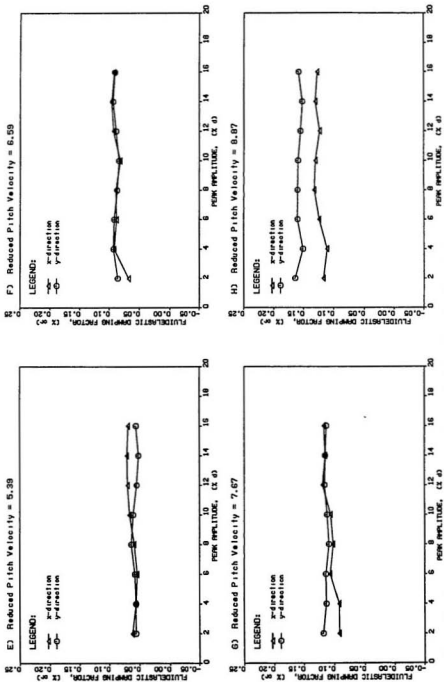 E) Reduced Pitch Velocity = 5.39
LEGEND:
x-direction
y-direction
FLUIDELASTIC DAMPING FACTOR,
0.25
0.20
0.15
0.10
0.05
0.00
-0.05
0 2 4 6 8 10 12 14 16 18 20
PEAK AMPLITUDE, (% d)
F) Reduced Pitch Velocity = 6.59
LEGEND:
x-direction
y-direction
FLUIDELASTIC DAMPING FACTOR,
0.25
0.20
0.15
0.10
0.05
0.00
-0.05
0 2 4 6 8 10 12 14 16 18 20
PEAK AMPLITUDE, (% d)
G) Reduced Pitch Velocity = 7.67
LEGEND:
x-direction
y-direction
FLUIDELASTIC DAMPING FACTOR,
0.25
0.20
0.15
0.10
0.05
0.00
-0.05
0 2 4 6 8 10 12 14 16 18 20
PEAK AMPLITUDE, (% d)
H) Reduced Pitch Velocity = 8.87
LEGEND:
x-direction
y-direction
FLUIDELASTIC DAMPING FACTOR,
0.25
0.20
0.15
0.10
0.05
0.00
-0.05
0 2 4 6 8 10 12 14 16 18 20
PEAK AMPLITUDE, (% d)